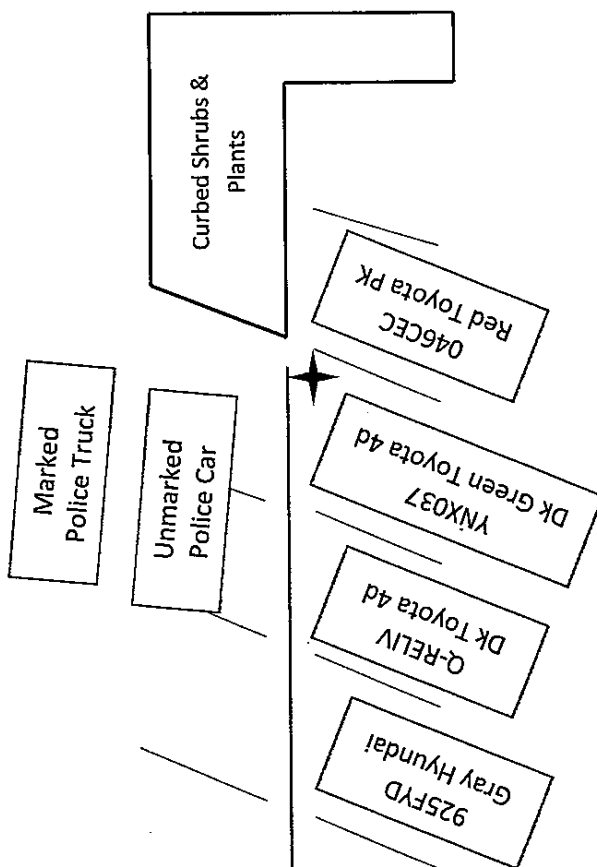 Curbed Shrubs &
Plants
Red Toyota PK
046CEC
Marked
Police Truck
Unmarked
Police Car
Dk Green Toyota 4d
YNX037
Dk Toyota 4d
Q-RELIV
Gray Hyundai
925FYD